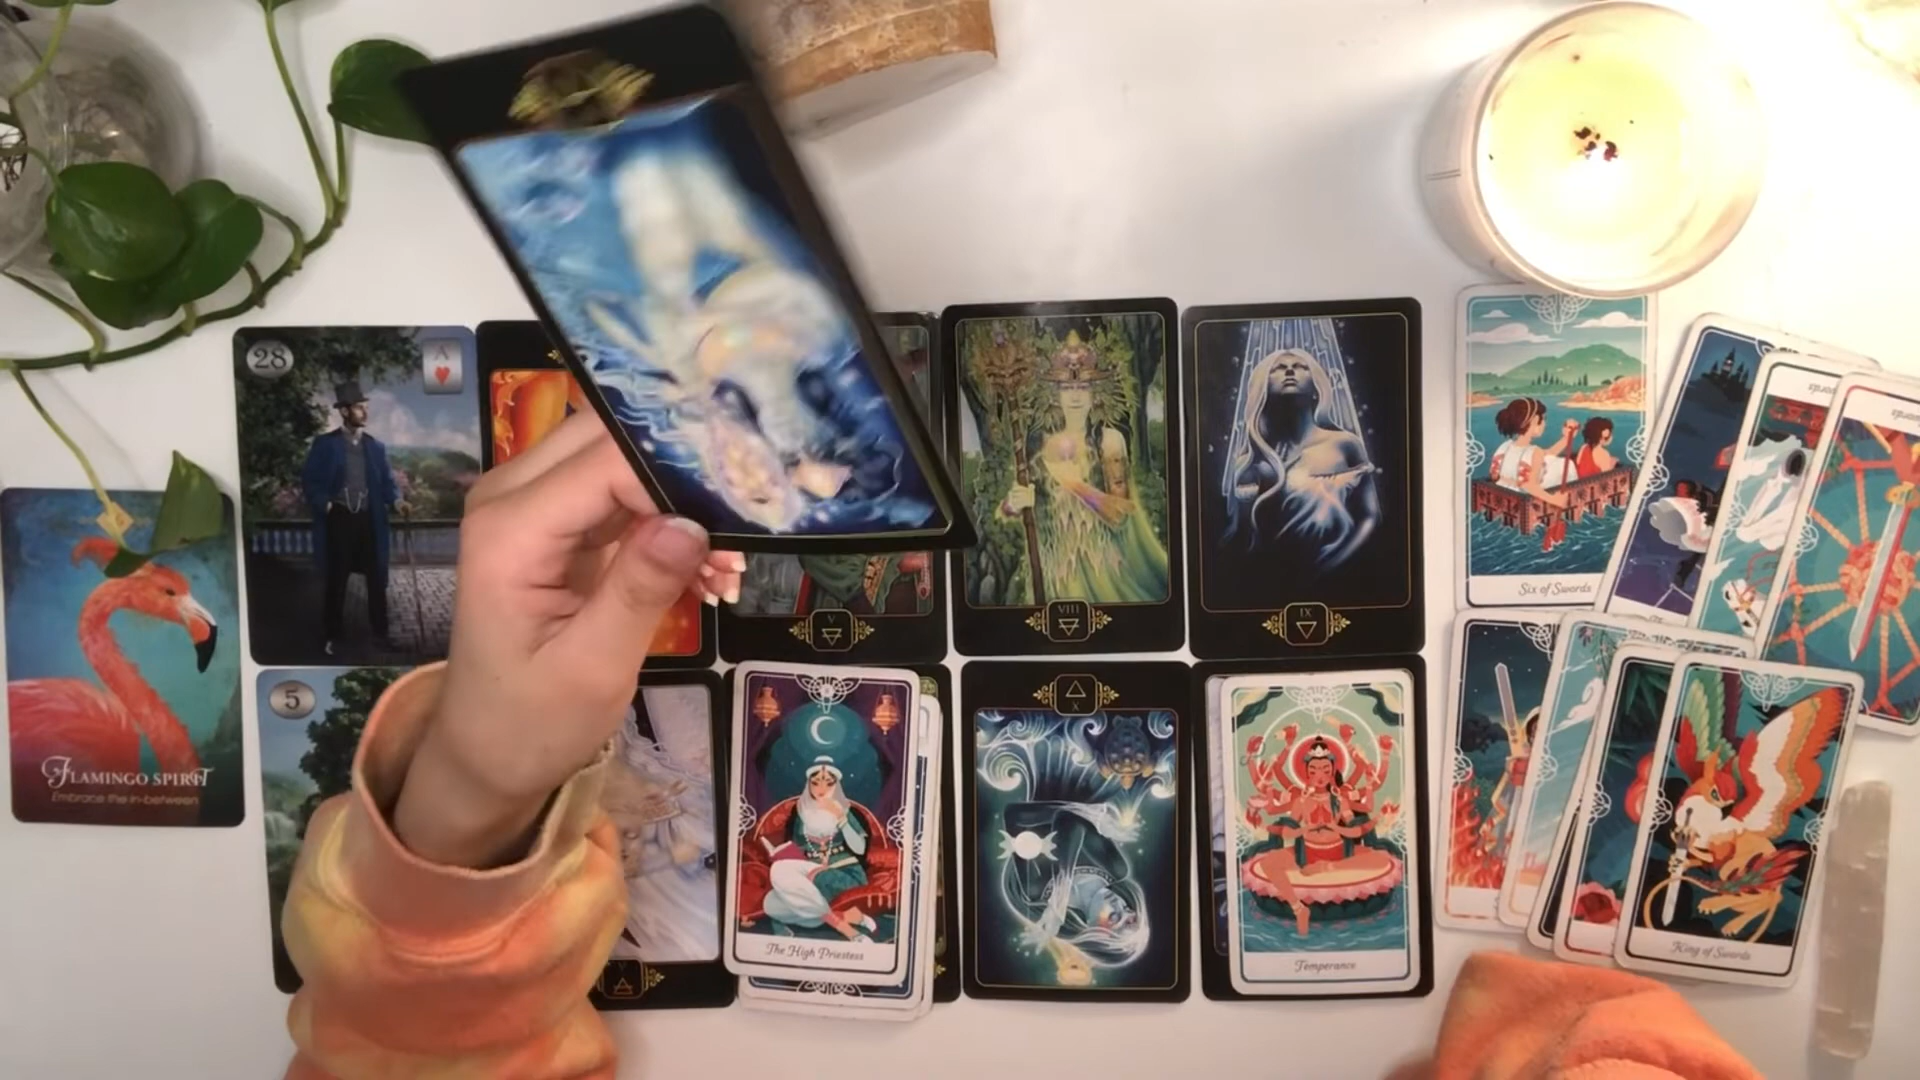 28
A
5
FLAMINGO SPIRIT
Embrace the in-between
V
VIII
IX
Six of Swords
The High Priestess
X
Temperance
King of Swords